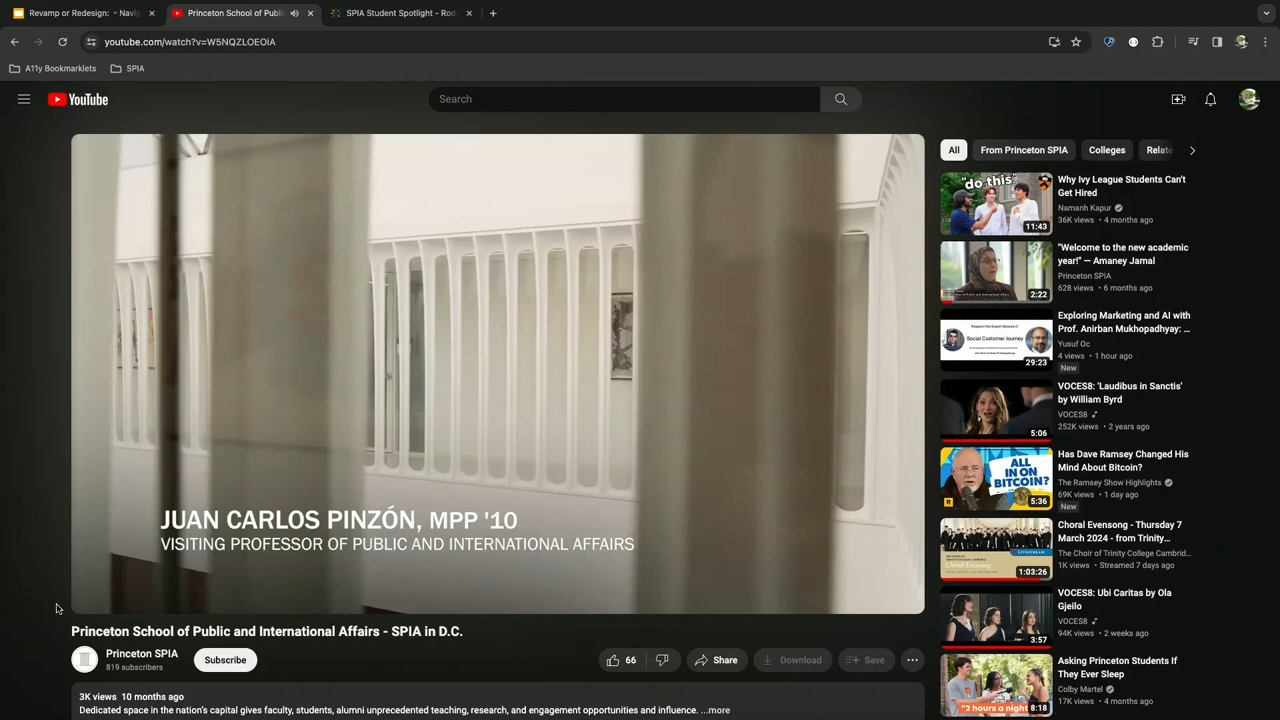 Revamp or Redesign: " Navig
Princeton School of Publi
SPIA Student Spotlight - Rod
youtube.com/watch?v=W5NQZLOEOiA
A11y Bookmarklets
SPIA
YouTube
Search
JUAN CARLOS PINZÓN, MPP '10
VISITING PROFESSOR OF PUBLIC AND INTERNATIONAL AFFAIRS
Princeton School of Public and International Affairs - SPIA in D.C.
Princeton SPIA
819 subscribers
Subscribe
66
Share
Download
Save
3K views 10 months ago
Dedicated space in the nation's capital gives faculty, students, alumni expanded teaching, research, and engagement opportunities and influence. ...more
All
From Princeton SPIA
Colleges
Relate
"do this"
11:43
Why Ivy League Students Can't
Get Hired
Namanh Kapur
36K views • 4 months ago
2:22
"Welcome to the new academic
year!" — Amaney Jamal
Princeton SPIA
628 views • 6 months ago
Social Customer Journey
29:23
Exploring Marketing and AI with
Prof. Anirban Mukhopadhyay: ...
Yusuf Oc
4 views • 1 hour ago
New
5:06
VOCES8: 'Laudibus in Sanctis'
by William Byrd
VOCES8
252K views • 2 years ago
ALL IN ON
BITCOIN?
R
5:36
Has Dave Ramsey Changed His
Mind About Bitcoin?
The Ramsey Show Highlights
69K views • 1 day ago
New
Choral Evensong
1:03:26
Choral Evensong - Thursday 7
March 2024 - from Trinity...
The Choir of Trinity College Cambrid...
1K views • Streamed 7 days ago
3:57
VOCES8: Ubi Caritas by Ola
Gjeilo
VOCES8
94K views • 2 weeks ago
"2 hours a night
8:18
Asking Princeton Students If
They Ever Sleep
Colby Martel
17K views • 4 months ago